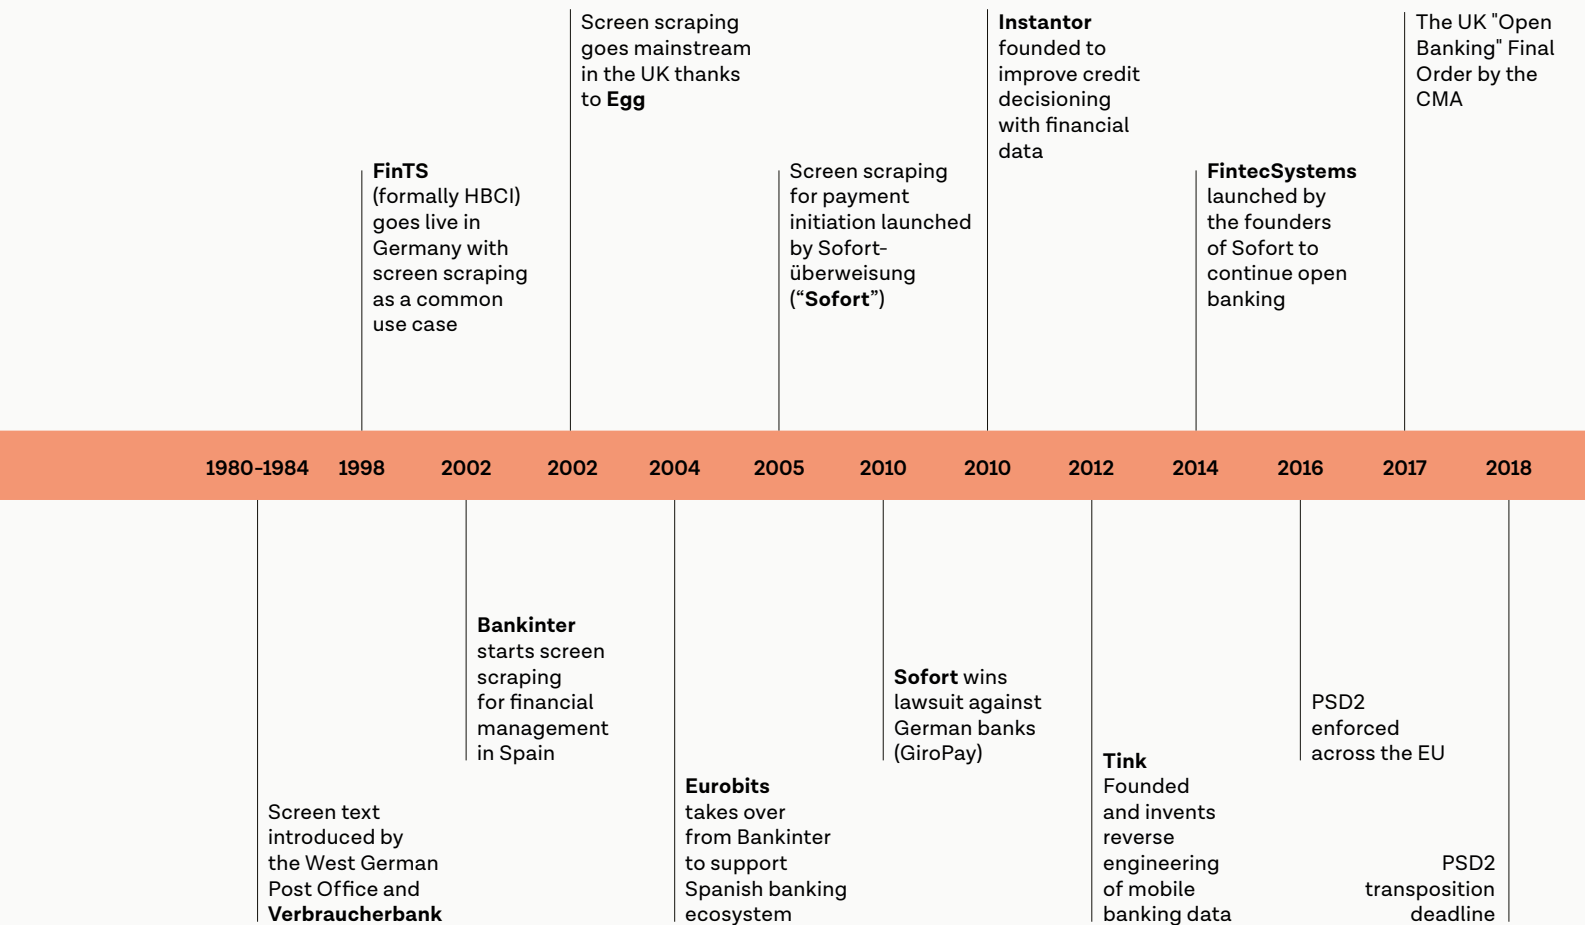 Screen scraping
goes mainstream
in the UK thanks
to Egg
Instantor
founded to
improve credit
decisioning
with financial
data
The UK "Open
Banking" Final
Order by the
CMA
FinTS
(formally HBCI)
goes live in
Germany with
screen scraping
as a common
use case
Screen scraping
for payment
initiation launched
by Sofort-
überweisung
(“Sofort”)
FintecSystems
launched by
the founders
of Sofort to
continue open
banking
1980-1984 1998 2002 2002 2004 2005 2010 2010 2012 2014 2016 2017 2018
Bankinter
starts screen
scraping
for financial
management
in Spain
Sofort wins
lawsuit against
German banks
(GiroPay)
PSD2
enforced
across the EU
Screen text
introduced by
the West German
Post Office and
Verbraucherbank
Eurobits
takes over
from Bankinter
to support
Spanish banking
ecosystem
Tink
Founded
and invents
reverse
engineering
of mobile
banking data
PSD2
transposition
deadline